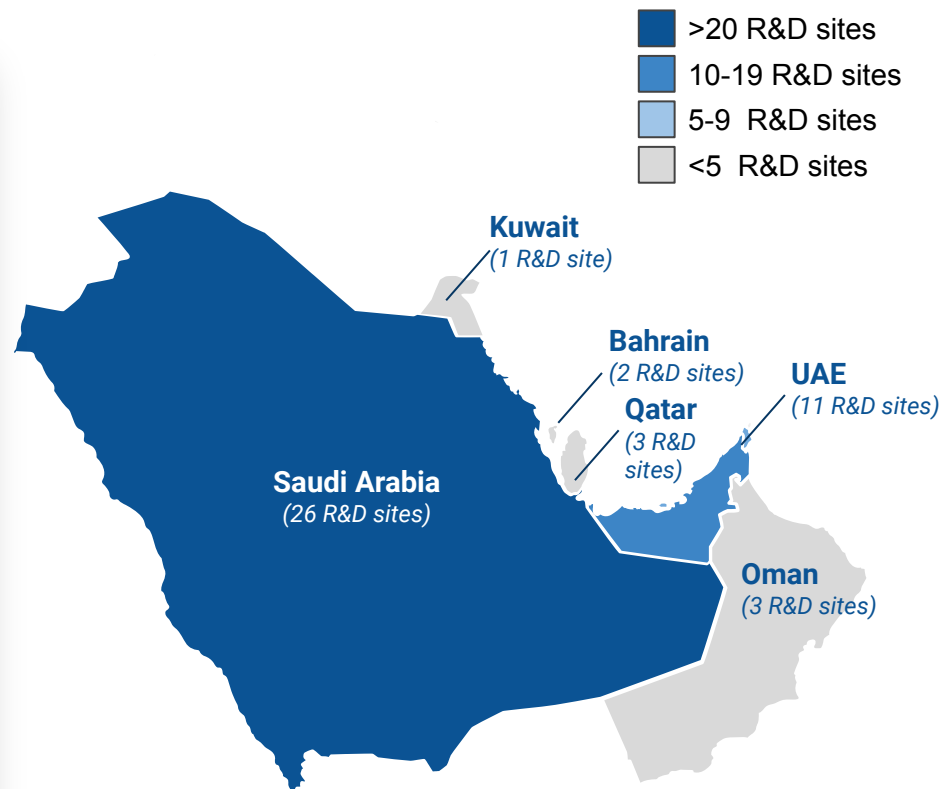 >20 R&D sites
10-19 R&D sites
5-9 R&D sites
<5 R&D sites
Kuwait
(1 R&D site)
Bahrain
(2 R&D sites)
UAE
(11 R&D sites)
Qatar
(3 R&D
sites)
Saudi Arabia
(26 R&D sites)
Oman
(3 R&D sites)